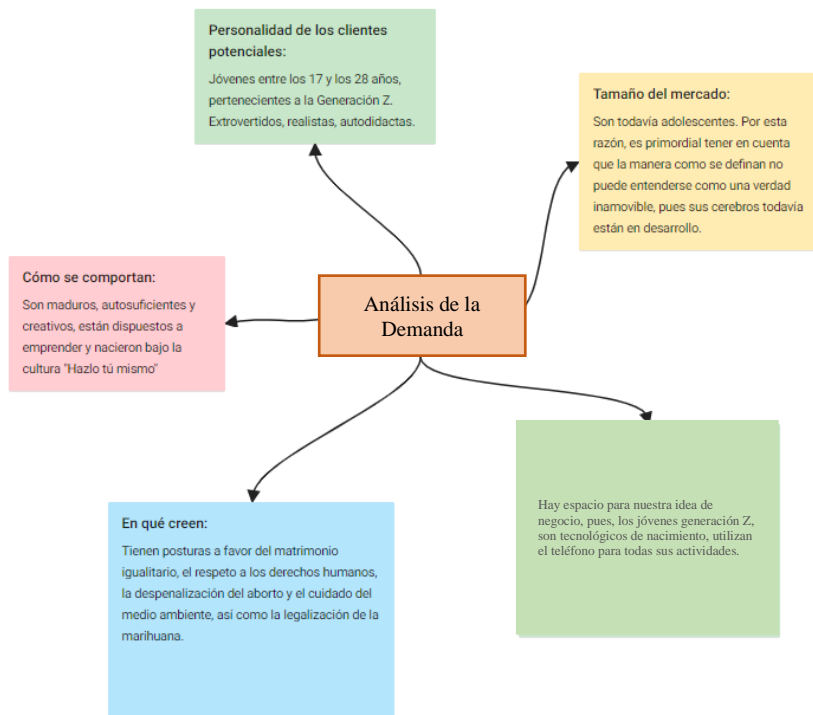 Personalidad de los clientes
potenciales:
Jóvenes entre los 17 y los 28 años,
pertenecientes a la Generación Z.
Extrovertidos, realistas, autodidactas.
Tamaño del mercado:
Son todavía adolescentes. Por esta
razón, es primordial tener en cuenta
que la manera como se definan no
puede entenderse como una verdad
inamovible, pues sus cerebros todavía
están en desarrollo.
Cómo se comportan:
Son maduros, autosuficientes y
creativos, están dispuestos a
emprender y nacieron bajo la
cultura "Hazlo tú mismo"
Análisis de la
Demanda
En qué creen:
Tienen posturas a favor del matrimonio
igualitario, el respeto a los derechos humanos,
la despenalización del aborto y el cuidado del
medio ambiente, así como la legalización de la
marihuana.
Hay espacio para nuestra idea de
negocio, pues, los jóvenes generación Z,
son tecnológicos de nacimiento, utilizan
el teléfono para todas sus actividades.